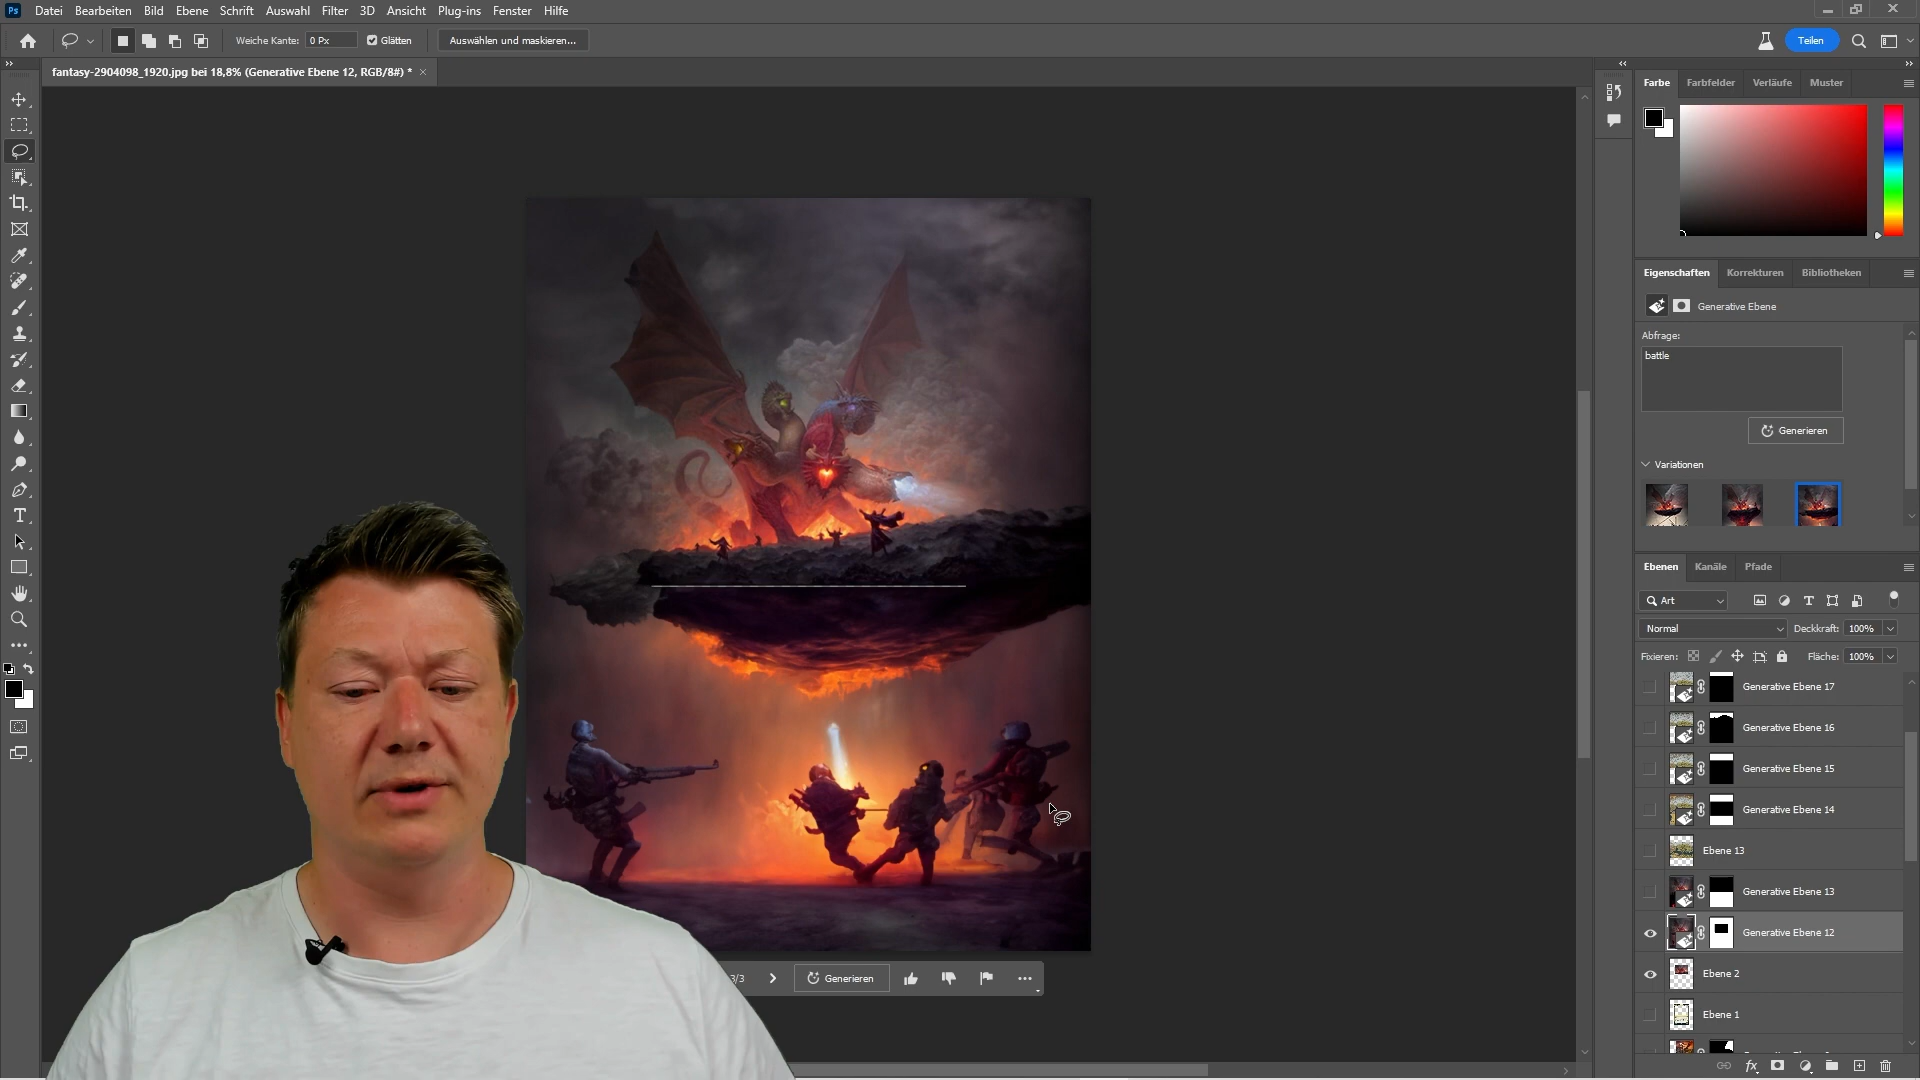 Ps Datei Bearbeiten Bild Ebene Schrift Auswahl Filter 3D Ansicht Plug-ins Fenster Hilfe
Weiche Kante: 0 Px Glätten Auswählen und maskieren... Teilen
fantasy-2904098_1920.jpg bei 18,8% (Generative Ebene 12, RGB/8#) *
Farbe Farbfelder Verläufe Muster
Eigenschaften Korrekturen Bibliotheken
Generative Ebene
Abfrage:
battle
Generieren
Variationen
Ebenen Kanäle Pfade
Art
Normal Deckkraft: 100%
Fixieren: Fläche: 100%
Generative Ebene 17
Generative Ebene 16
Generative Ebene 15
Generative Ebene 14
Ebene 13
Generative Ebene 13
Generative Ebene 12
Ebene 2
Ebene 1
3/3 Generieren
fx